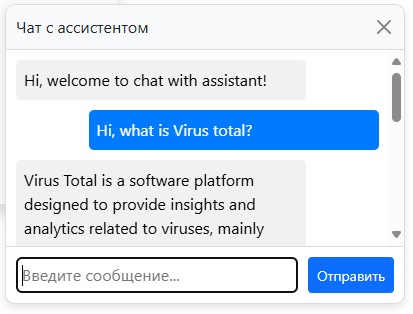 Чат с ассистентом
Hi, welcome to chat with assistant!
Hi, what is Virus total?
Virus Total is a software platform
designed to provide insights and
analytics related to viruses, mainly
Введите сообщение...
Отправить